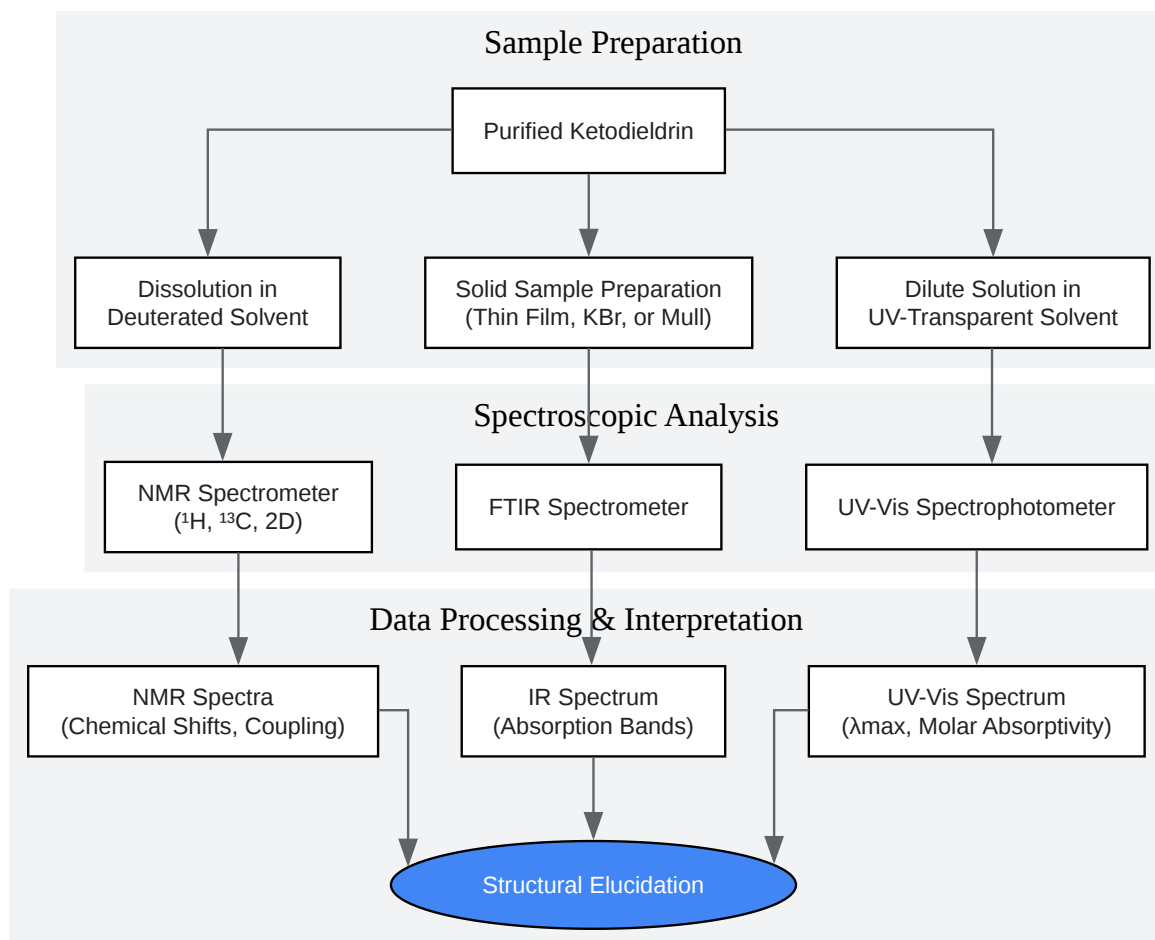 Sample Preparation
Purified Ketodieldrin
Dissolution in
Deuterated Solvent
Solid Sample Preparation
(Thin Film, KBr, or Mull)
Dilute Solution in
UV-Transparent Solvent
Spectroscopic Analysis
NMR Spectrometer
(¹H, ¹³C, 2D)
FTIR Spectrometer
UV-Vis Spectrophotometer
Data Processing & Interpretation
NMR Spectra
(Chemical Shifts, Coupling)
IR Spectrum
(Absorption Bands)
UV-Vis Spectrum
(λmax, Molar Absorptivity)
Structural Elucidation